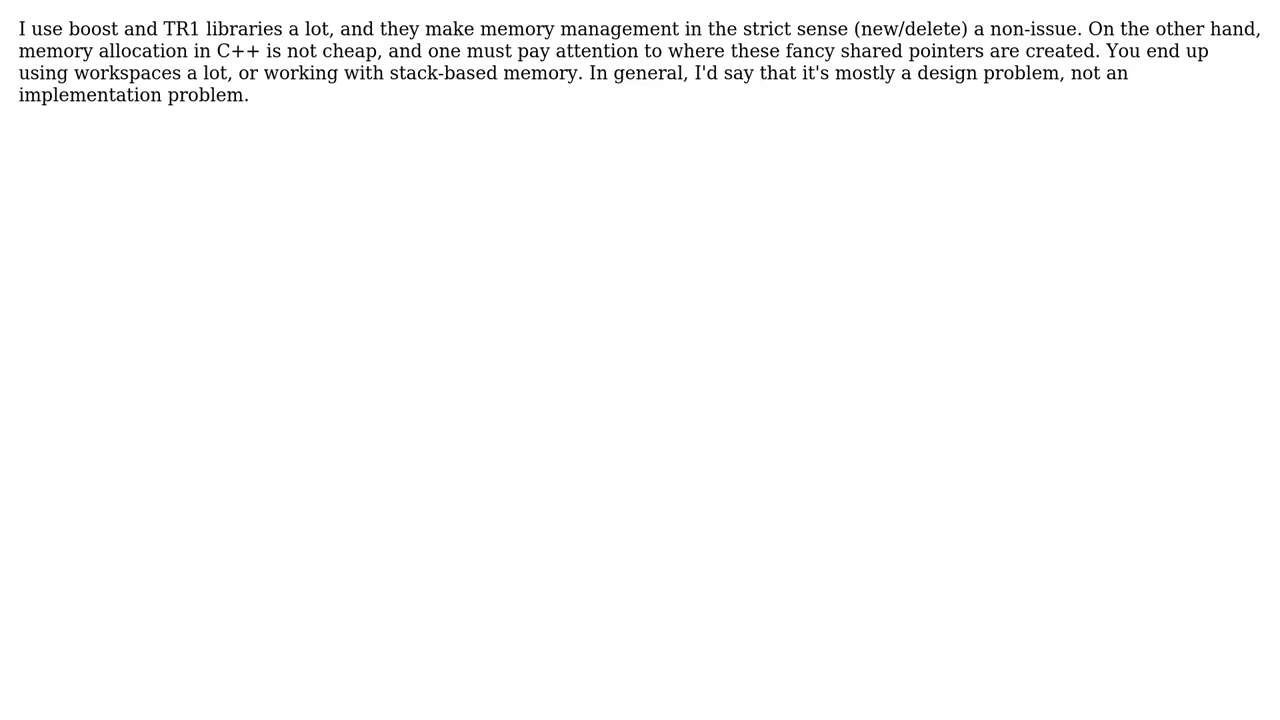 I use boost and TR1 libraries a lot, and they make memory management in the strict sense (new/delete) a non-issue. On the other hand,
memory allocation in C++ is not cheap, and one must pay attention to where these fancy shared pointers are created. You end up
using workspaces a lot, or working with stack-based memory. In general, I'd say that it's mostly a design problem, not an
implementation problem.